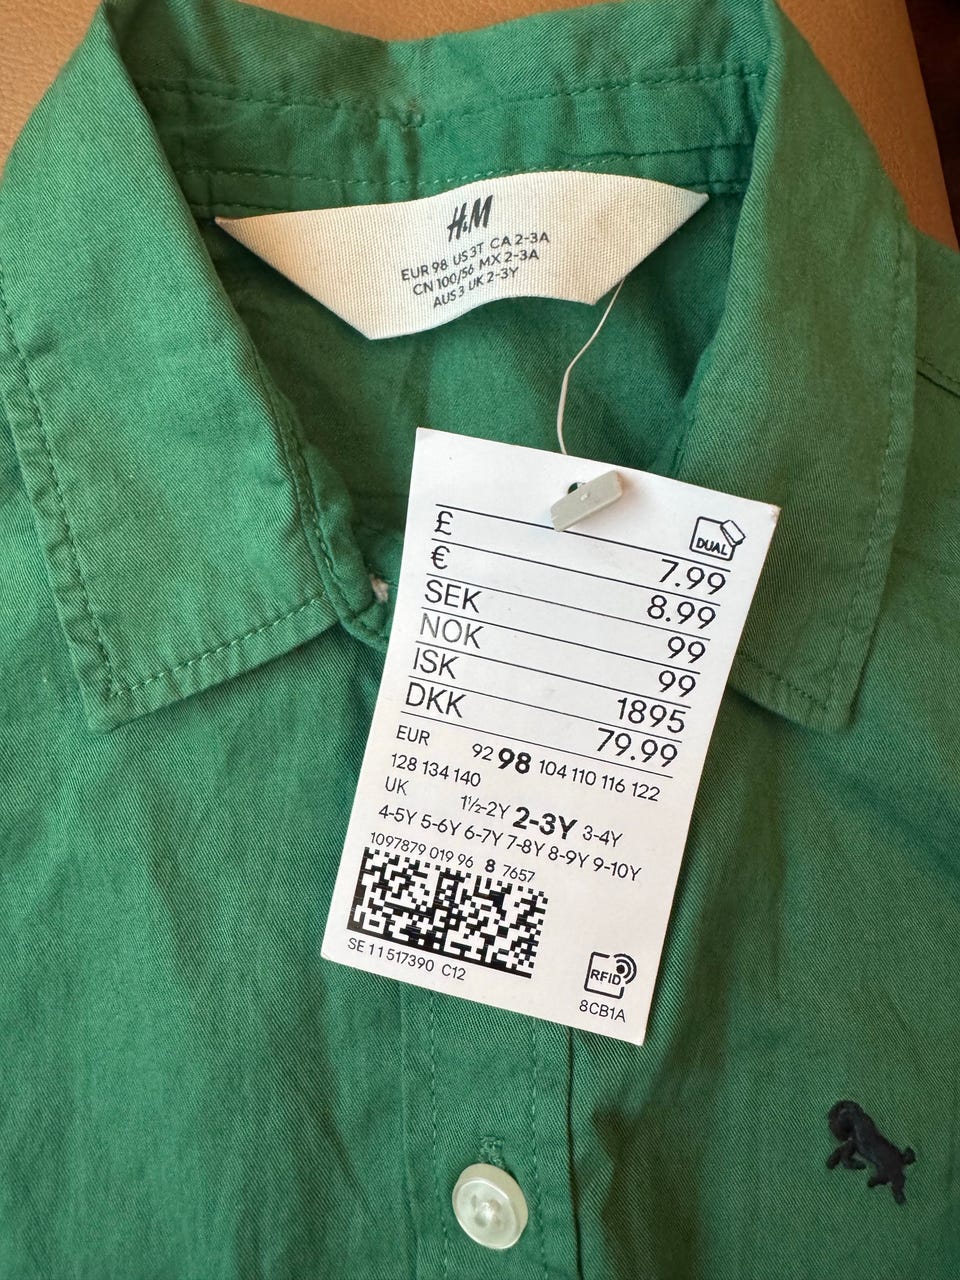 H&M
EUR 98 US 3T CA 2-3A
CN 100/56 MX 2-3A
AUS 3 UK 2-3Y
DUAL
£ 7.99
€ 8.99
SEK 99
NOK 99
ISK 1895
DKK 79.99
EUR 92 98 104 110 116 122
128 134 140
UK 1½-2Y 2-3Y 3-4Y
4-5Y 5-6Y 6-7Y 7-8Y 8-9Y 9-10Y
1097879 019 96 8 7657
SE 11 517390 C12
RFID
8CB1A